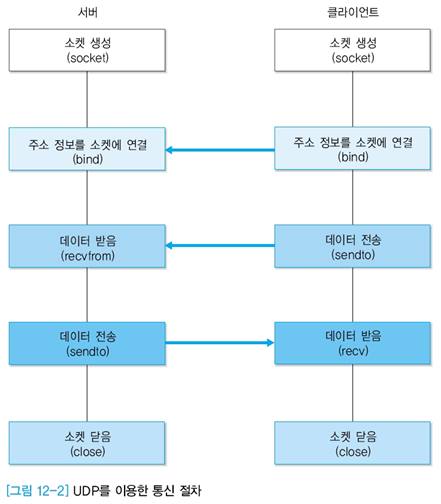 서버 클라이언트
소켓 생성
(socket)
소켓 생성
(socket)
주소 정보를 소켓에 연결
(bind)
주소 정보를 소켓에 연결
(bind)
데이터 받음
(recvfrom)
데이터 전송
(sendto)
데이터 전송
(sendto)
데이터 받음
(recv)
소켓 닫음
(close)
소켓 닫음
(close)
[그림 12-2] UDP를 이용한 통신 절차